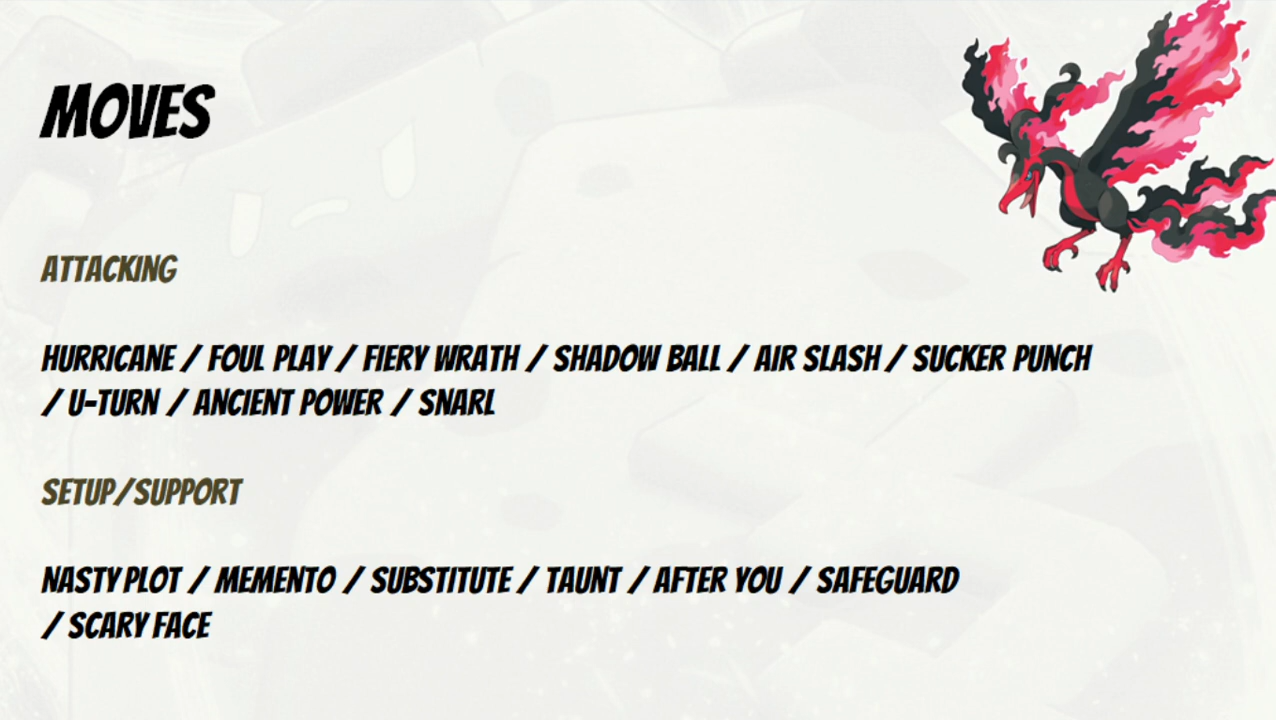 MOVES
ATTACKING
HURRICANE / FOUL PLAY / FIERY WRATH / SHADOW BALL / AIR SLASH / SUCKER PUNCH
/ U-TURN / ANCIENT POWER / SNARL
SETUP/SUPPORT
NASTY PLOT / MEMENTO / SUBSTITUTE / TAUNT / AFTER YOU / SAFEGUARD
/ SCARY FACE